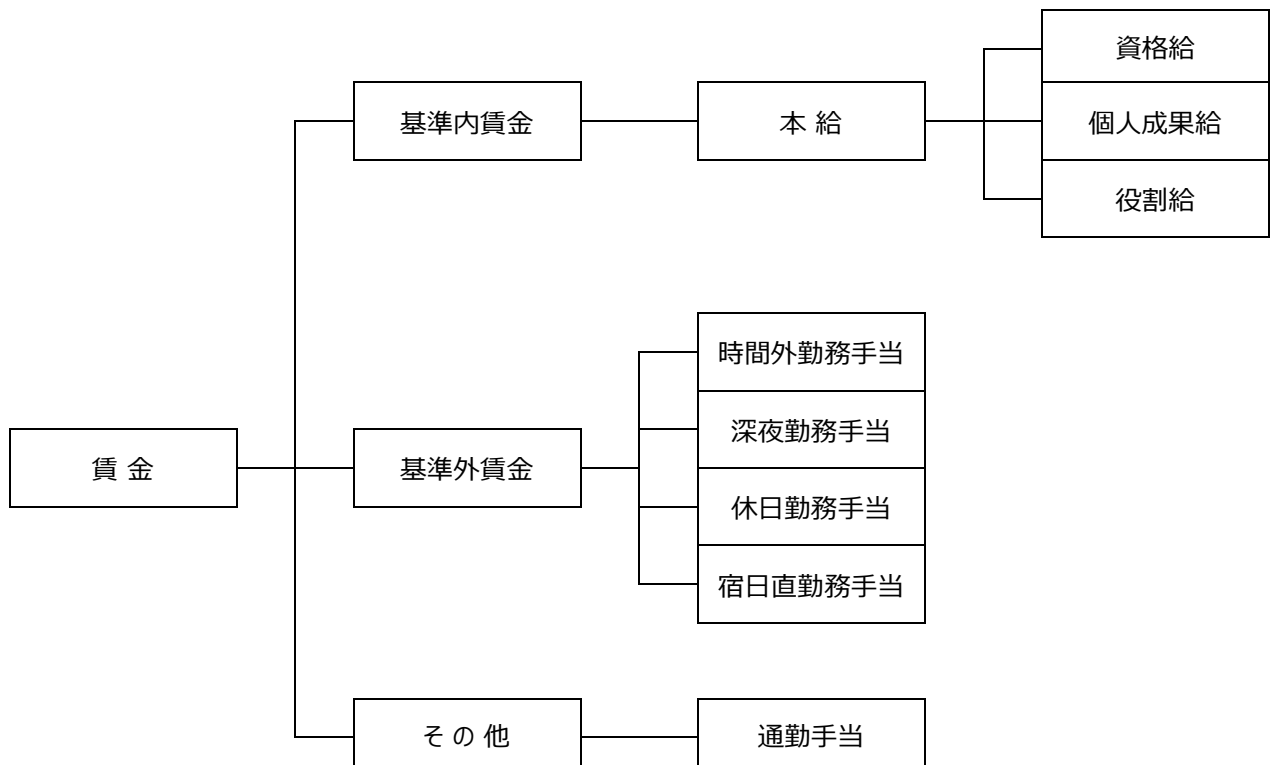 資格給
基準内賃金
本 給
個人成果給
役割給
時間外勤務手当
深夜勤務手当
賃 金
基準外賃金
休日勤務手当
宿日直勤務手当
そ の 他
通勤手当